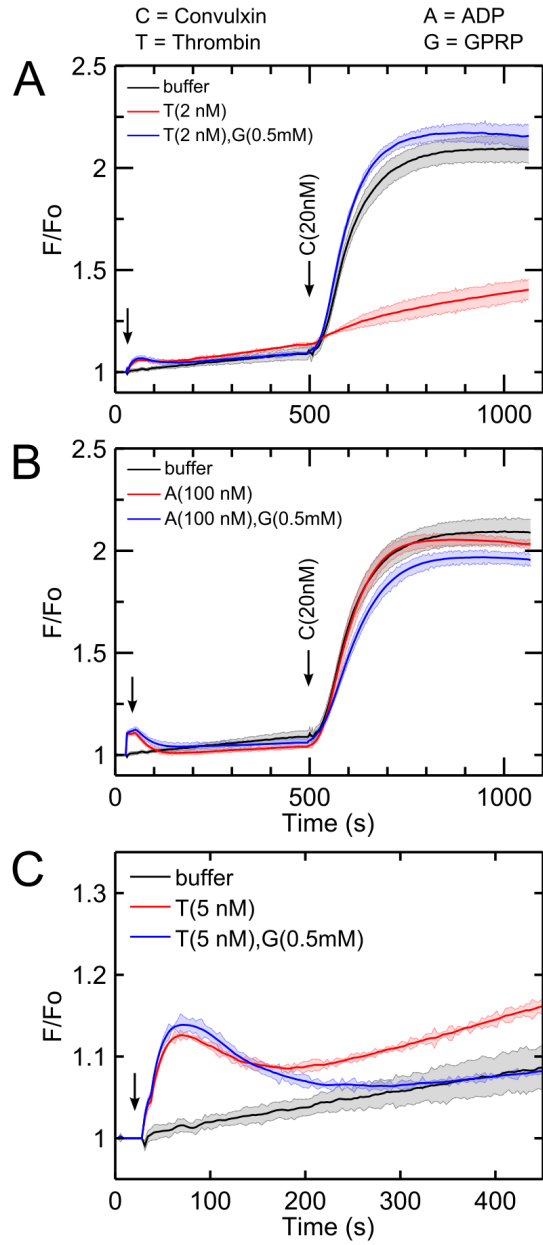 C = Convulxin A = ADP
T = Thrombin G = GPRP
A
2.5
buffer
T(2 nM)
T(2 nM),G(0.5mM)
2
F/Fo
C(20nM)
1.5
1
0 500 1000
B
2.5
buffer
A(100 nM)
A(100 nM),G(0.5mM)
2
F/Fo
C(20nM)
1.5
1
0 500 1000
Time (s)
C
buffer
1.3
T(5 nM)
T(5 nM),G(0.5mM)
1.2
F/Fo
1.1
1
0 100 200 300 400
Time (s)